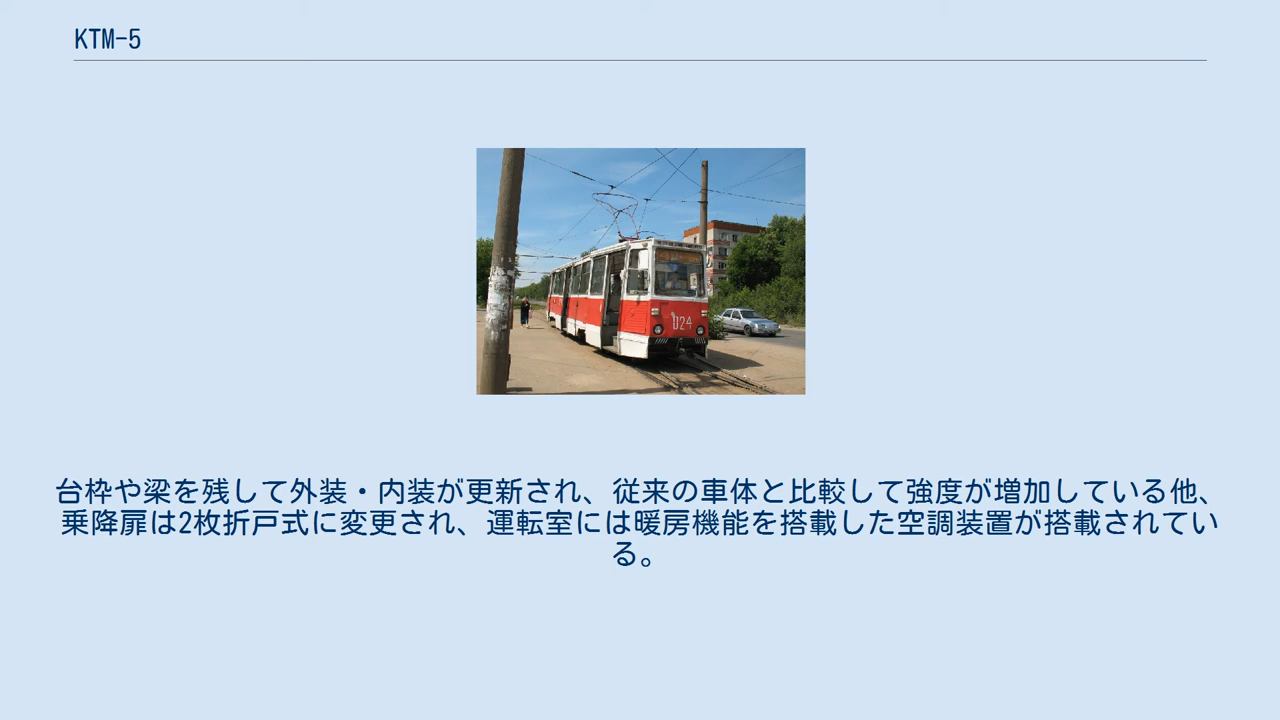 KTM-5
024
台枠や梁を残して外装・内装が更新され、従来の車体と比較して強度が増加している他、
乗降扉は2枚折戸式に変更され、運転室には暖房機能を搭載した空調装置が搭載されてい
る。